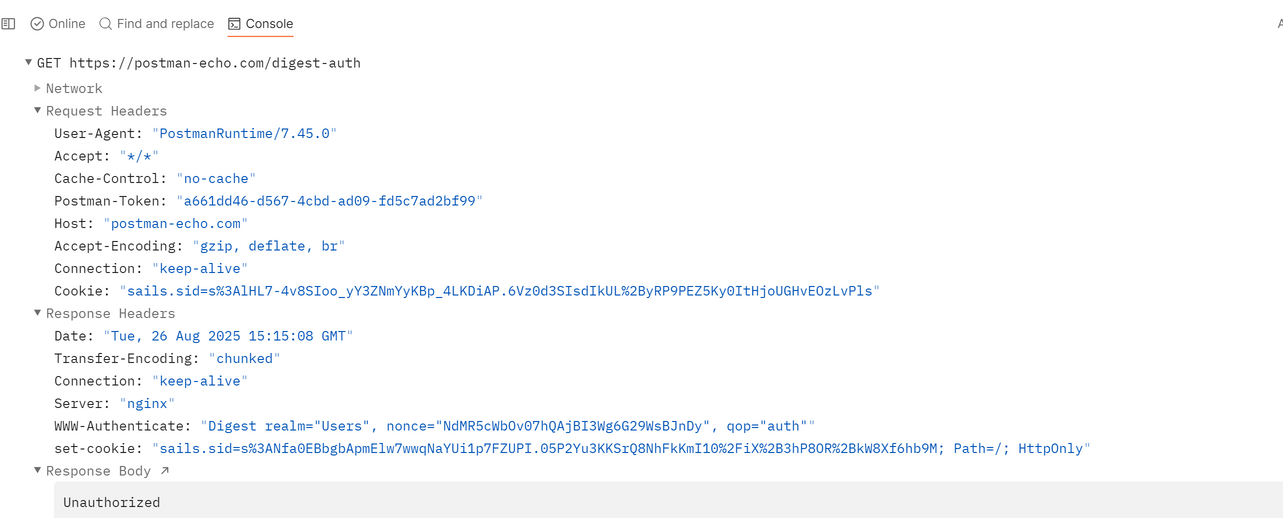 Online Find and replace Console
GET https://postman-echo.com/digest-auth
Network
Request Headers
User-Agent: "PostmanRuntime/7.45.0"
Accept: "*/*"
Cache-Control: "no-cache"
Postman-Token: "a661dd46-d567-4cbd-ad09-fd5c7ad2bf99"
Host: "postman-echo.com"
Accept-Encoding: "gzip, deflate, br"
Connection: "keep-alive"
Cookie: "sails.sid=s%3AlHL7-4v8SIoo_yY3ZNmYyKBp_4LKDiAP.6Vz0d3SIsdIkUL%2ByRP9PEZ5Ky0ItHjoUGHvEOzLvPls"
Response Headers
Date: "Tue, 26 Aug 2025 15:15:08 GMT"
Transfer-Encoding: "chunked"
Connection: "keep-alive"
Server: "nginx"
WWW-Authenticate: "Digest realm="Users", nonce="NdMR5cWbOv07hQAjBI3Wg6G29WsBJnDy", qop="auth""
set-cookie: "sails.sid=s%3ANfa0EBbgbApmElw7wwqNaYUi1p7FZUPI.05P2Yu3KKSrQ8NhFkKmI10%2FiX%2B3hP8OR%2BkW8Xf6hb9M; Path=/; HttpOnly"
Response Body
Unauthorized